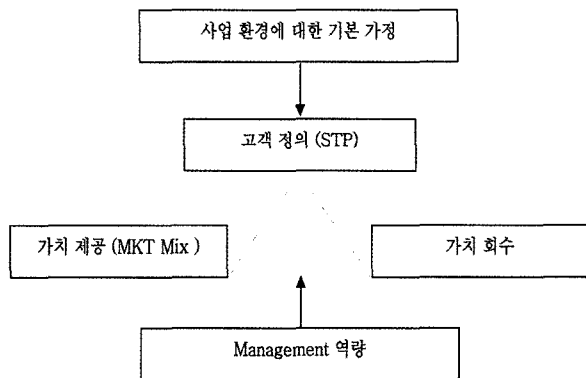 사업 환경에 대한 기본 가정
고객 정의 (STP)
가치 제공 (MKT Mix )
가치 회수
Management 역량